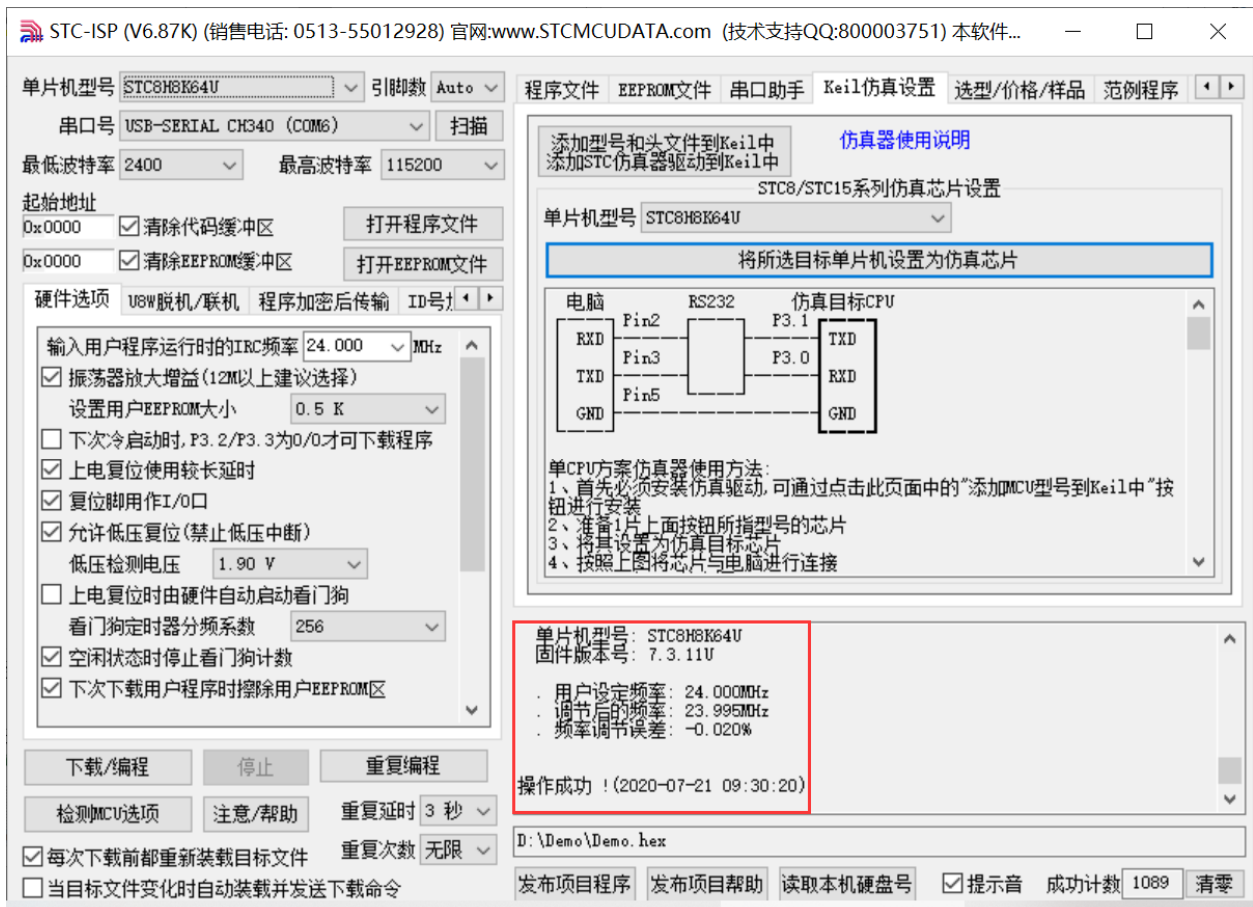 STC-ISP (V6.87K) (销售电话: 0513-55012928) 官网:www.STCMCUDATA.com (技术支持QQ:800003751) 本软件...
单片机型号 STC8H8K64U 引脚数 Auto
串口号 USB-SERIAL CH340 (COM6) 扫描
最低波特率 2400 最高波特率 115200
起始地址
0x0000 清除代码缓冲区 打开程序文件
0x0000 清除EEPROM缓冲区 打开EEPROM文件
硬件选项 U8W脱机/联机 程序加密后传输 ID号
输入用户程序运行时的IRC频率 24.000 MHz
振荡器放大增益(12M以上建议选择)
设置用户EEPROM大小 0.5 K
下次冷启动时,P3.2/P3.3为0/0才可下载程序
上电复位使用较长延时
复位脚用作I/O口
允许低压复位(禁止低压中断)
低压检测电压 1.90 V
上电复位时由硬件自动启动看门狗
看门狗定时器分频系数 256
空闲状态时停止看门狗计数
下次下载用户程序时擦除用户EEPROM区
下载/编程 停止 重复编程
检测MCU选项 注意/帮助 重复延时 3 秒
每次下载前都重新装载目标文件 重复次数 无限
当目标文件变化时自动装载并发送下载命令
程序文件 EEPROM文件 串口助手 Keil仿真设置 选型/价格/样品 范例程序
添加型号和头文件到Keil中
添加STC仿真器驱动到Keil中
仿真器使用说明
STC8/STC15系列仿真芯片设置
单片机型号 STC8H8K64U
将所选目标单片机设置为仿真芯片
电脑 RS232 仿真目标CPU
Pin2 P3.1
RXD TXD
Pin3 P3.0
TXD RXD
Pin5
GND GND
单CPU方案仿真器使用方法:
1、首先必须安装仿真驱动,可通过点击此页面中的"添加MCU型号到Keil中"按
钮进行安装
2、准备1片上面按钮所指型号的芯片
3、将其设置为仿真目标芯片
4、按照上图将芯片与电脑进行连接
单片机型号: STC8H8K64U
固件版本号: 7.3.11U
. 用户设定频率: 24.000MHz
. 调节后的频率: 23.995MHz
. 频率调节误差: -0.020%
操作成功 !(2020-07-21 09:30:20)
D:\Demo\Demo.hex
发布项目程序 发布项目帮助 读取本机硬盘号 提示音 成功计数 1089 清零